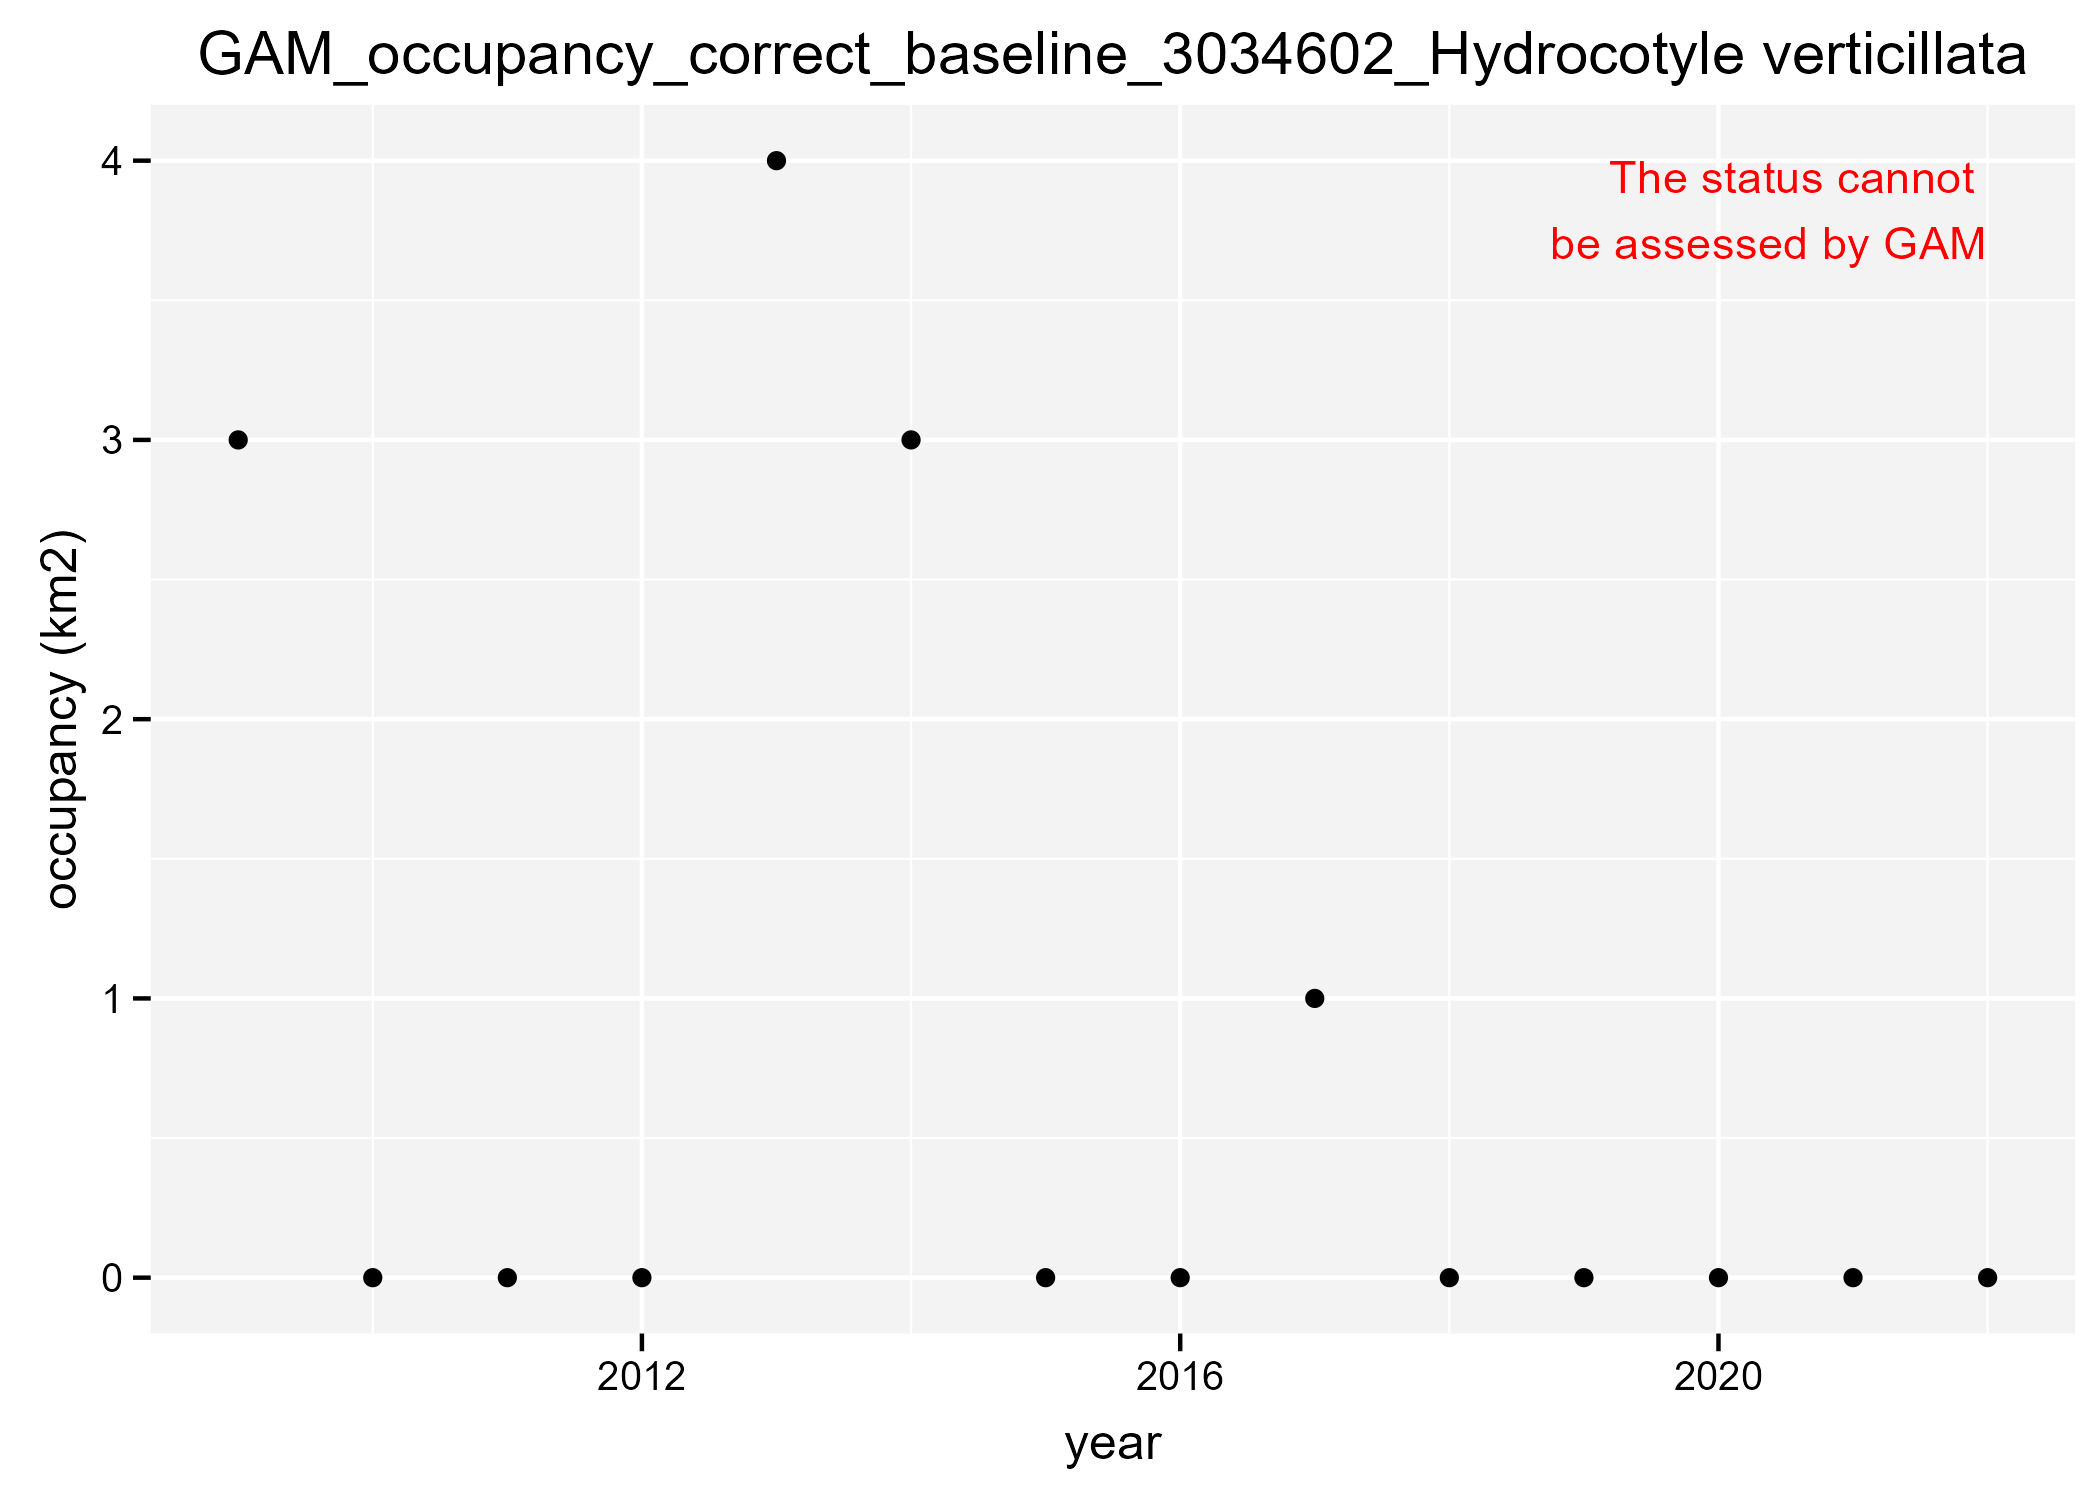 GAM_occupancy_correct_baseline_3034602_Hydrocotyle verticillata
The status cannot
be assessed by GAM
4
3
2
1
0
occupancy (km2)
2012 2016 2020
year